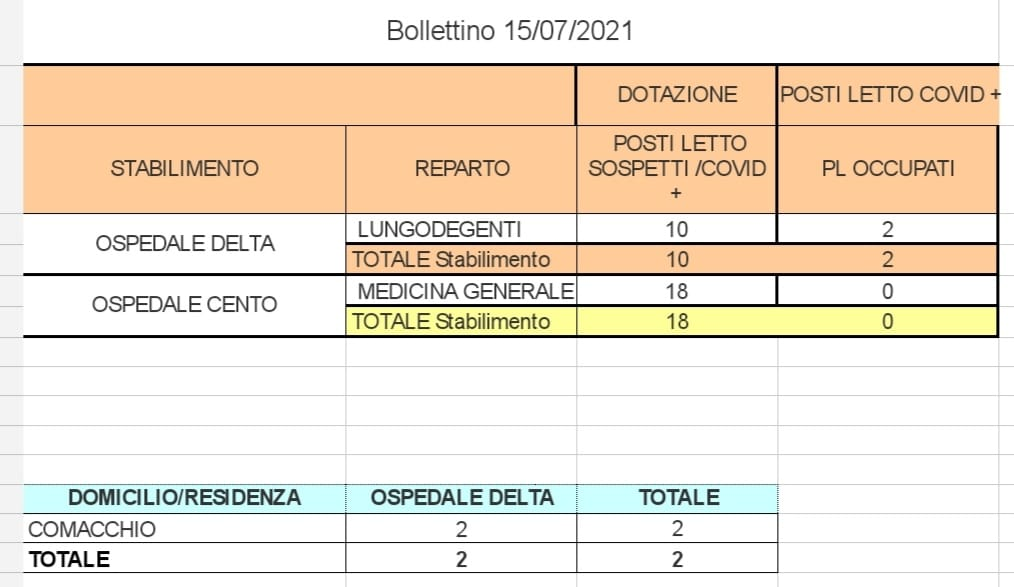 Bollettino 15/07/2021
DOTAZIONE POSTI LETTO COVID +
STABILIMENTO REPARTO POSTI LETTO SOSPETTI /COVID + PL OCCUPATI
OSPEDALE DELTA LUNGODEGENTI 10 2
TOTALE Stabilimento 10 2
OSPEDALE CENTO MEDICINA GENERALE 18 0
TOTALE Stabilimento 18 0
DOMICILIO/RESIDENZA OSPEDALE DELTA TOTALE
COMACCHIO 2 2
TOTALE 2 2